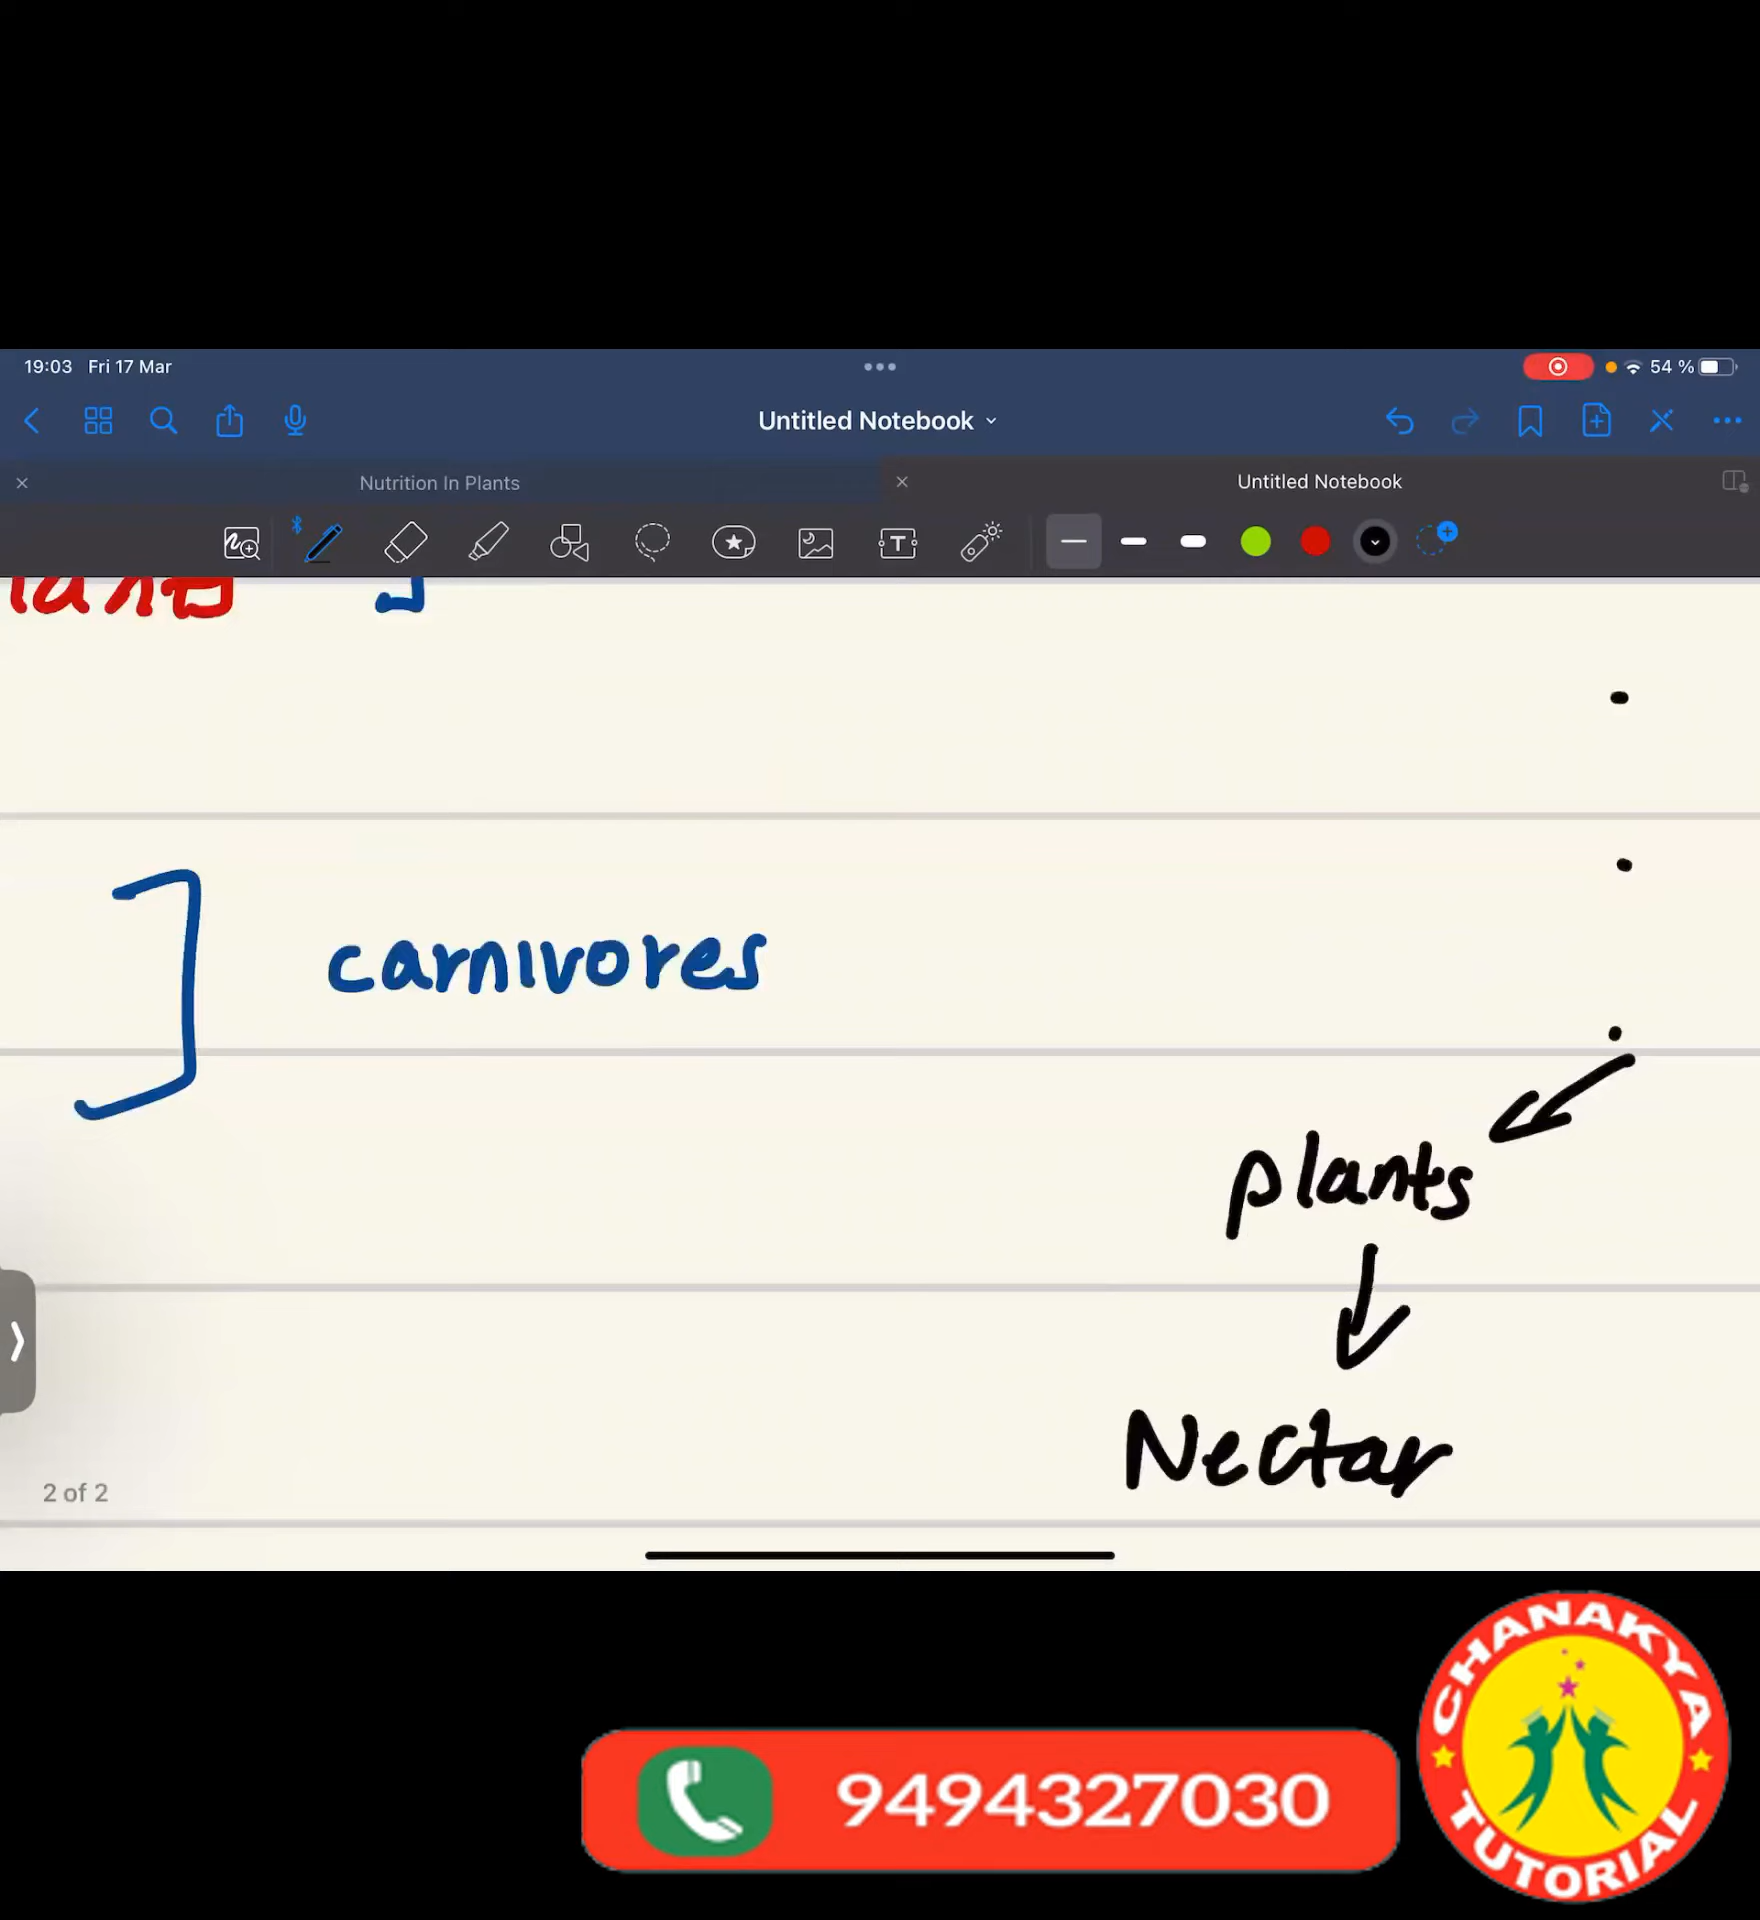 19:03 Fri 17 Mar
54 %
Untitled Notebook
Nutrition In Plants
Untitled Notebook
T
carnivores
plants
Nectar
2 of 2
CHANAKYA
TUTORIAL
9494327030